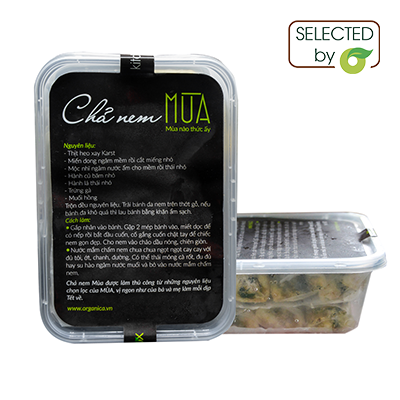 SELECTED
by
kitc
Chả nem MÙA
Mùa nào thức ấy
Nguyên liệu:
- Thịt heo xay Karst
- Miến dong ngâm mềm rồi cắt miếng nhỏ
- Mộc nhĩ ngâm nước ấm cho mềm rồi thái nhỏ
- Hành củ băm nhỏ
- Hành lá thái nhỏ
- Trứng gà
- Muối hồng
Trộn đều nguyên liệu. Trải bánh đa nem trên thớt gỗ, nếu
bánh đa khô quá thì lau bánh bằng khăn ẩm sạch.
Cách làm:
Gấp nhân vào bánh. Gập 2 mép bánh vào, miết dọc để
có nếp rồi bắt đầu cuốn, cố gắng cuốn chặt tay để chiếc
nem gọn đẹp. Cho nem vào chảo dầu nóng, chiên giòn.
Nước mắm chấm nem chua chua ngọt ngọt cay cay với
đủ tỏi, ớt, chanh, đường. Có thể thái mỏng cà rốt, đu đủ
hay su hào ngâm nước muối và bỏ vào nước mắm chấm
nem.
Chả nem Mùa được làm thủ công từ những nguyên liệu
chọn lọc của MÙA, vị ngon như của bà và mẹ làm mỗi dịp
Tết về.
www.organica.vn